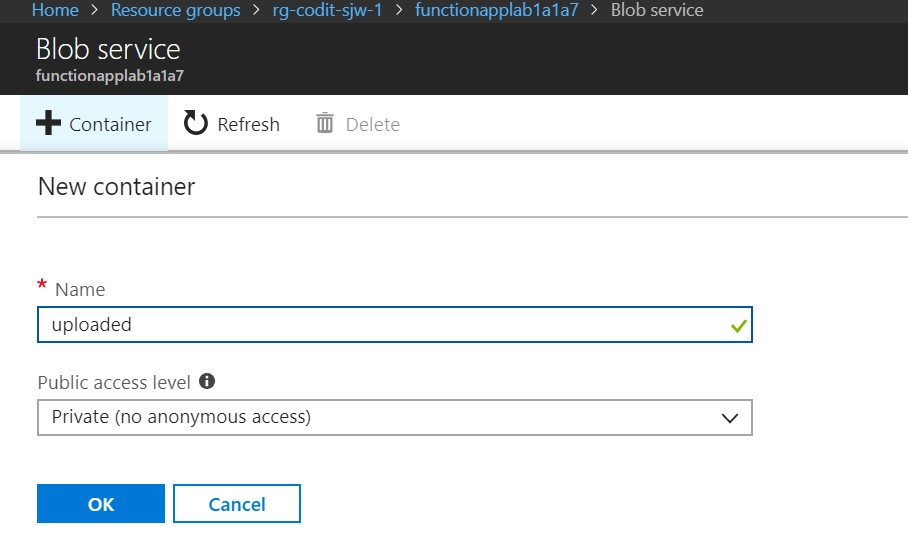 Home > Resource groups > rg-codit-sjw-1 > functionapplab1a1a7 > Blob service
Blob service
functionapplab1a1a7
Container Refresh Delete
New container
* Name
uploaded
Public access level
Private (no anonymous access)
OK Cancel